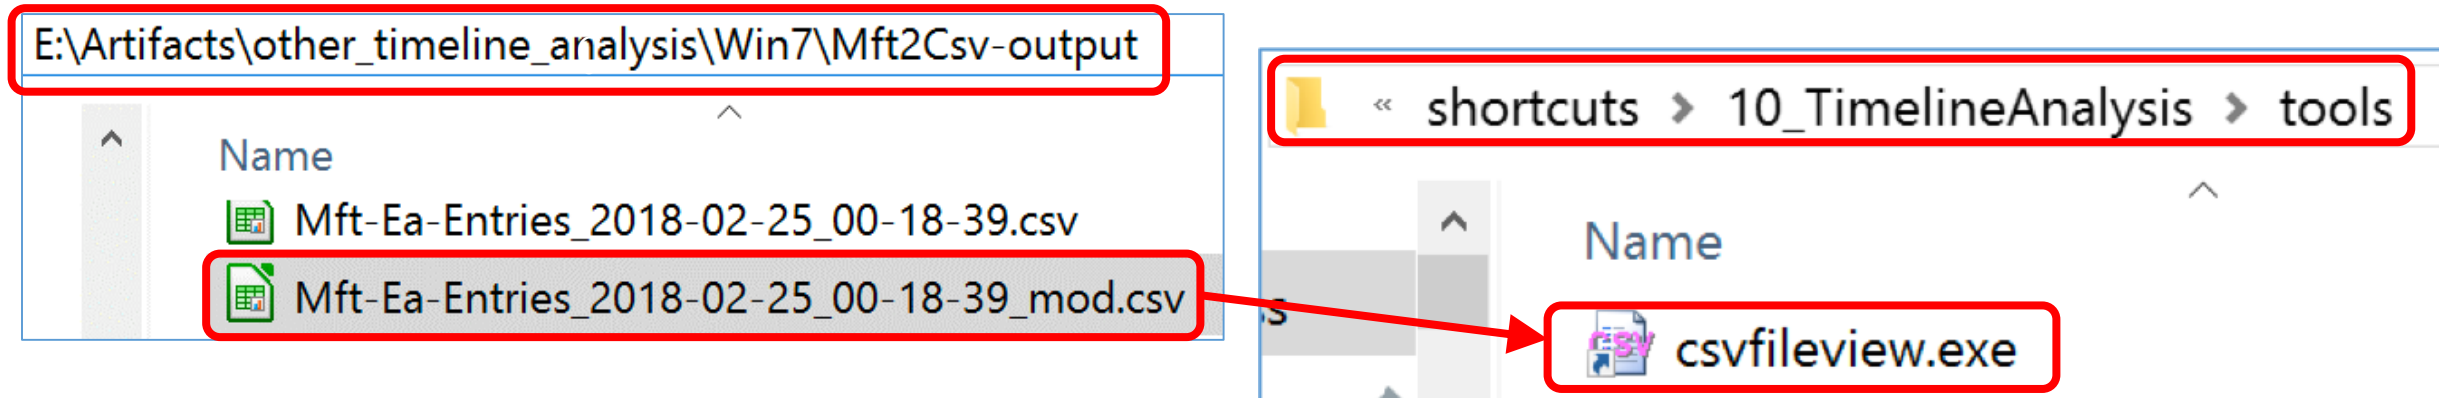 E:\Artifacts\other_timeline_analysis\Win7\Mft2Csv-output
Name
Mft-Ea-Entries_2018-02-25_00-18-39.csv
Mft-Ea-Entries_2018-02-25_00-18-39_mod.csv
« shortcuts > 10_TimelineAnalysis > tools
Name
s
csvfileview.exe